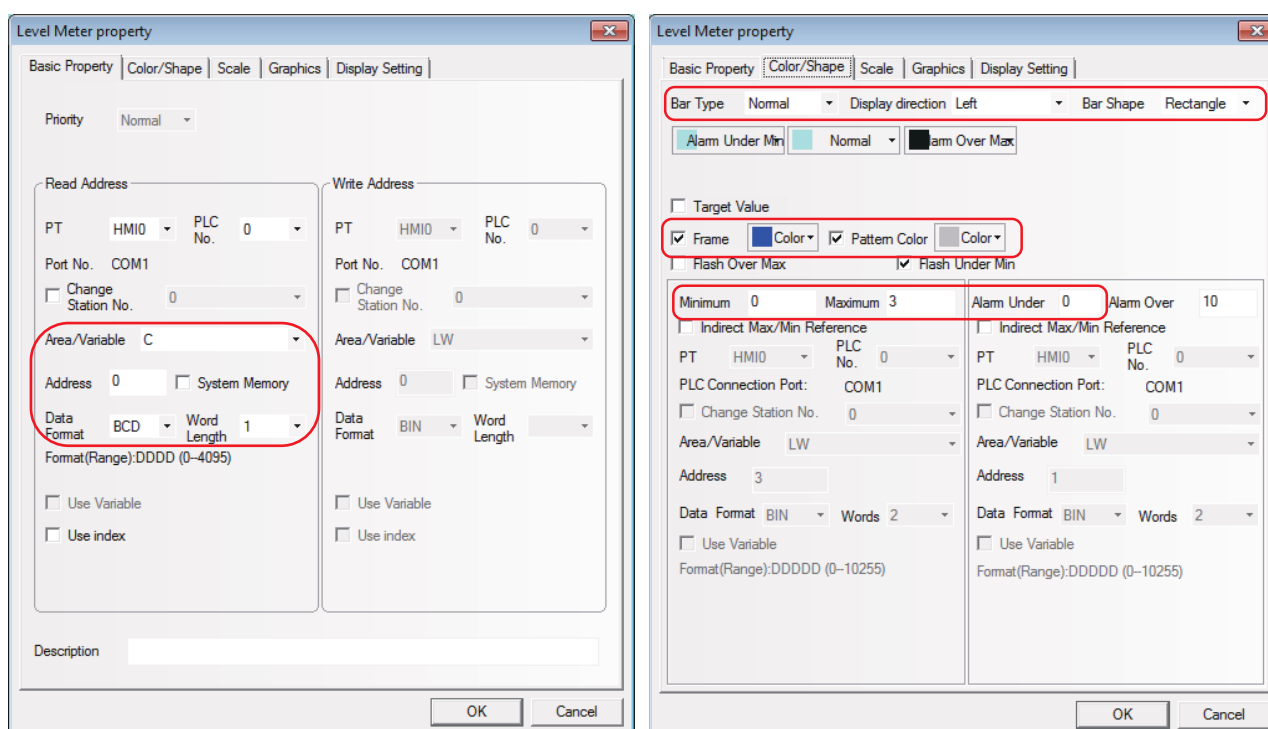 Level Meter property
Basic Property Color/Shape Scale Graphics Display Setting
Priority Normal
Read Address
PT HMI0 PLC No. 0
Port No. COM1
Change Station No. 0
Area/Variable C
Address 0 System Memory
Data Format BCD Word Length 1
Format(Range):DDDD (0--4095)
Use Variable
Use index
Write Address
PT HMI0 PLC No. 0
Port No. COM1
Change Station No. 0
Area/Variable LW
Address 0 System Memory
Data Format BIN Word Length
Use Variable
Use index
Description
OK Cancel
Level Meter property
Basic Property Color/Shape Scale Graphics Display Setting
Bar Type Normal Display direction Left Bar Shape Rectangle
Alarm Under Min Normal larm Over Max
Target Value
Frame Color Pattern Color Color
Flash Over Max Flash Under Min
Minimum 0 Maximum 3 Alarm Under 0 Alarm Over 10
Indirect Max/Min Reference
PT HMI0 PLC No. 0
PLC Connection Port: COM1
Change Station No. 0
Area/Variable LW
Address 3
Data Format BIN Words 2
Use Variable
Format(Range):DDDDD (0--10255)
Indirect Max/Min Reference
PT HMI0 PLC No. 0
PLC Connection Port: COM1
Change Station No. 0
Area/Variable LW
Address 1
Data Format BIN Words 2
Use Variable
Format(Range):DDDDD (0--10255)
OK Cancel